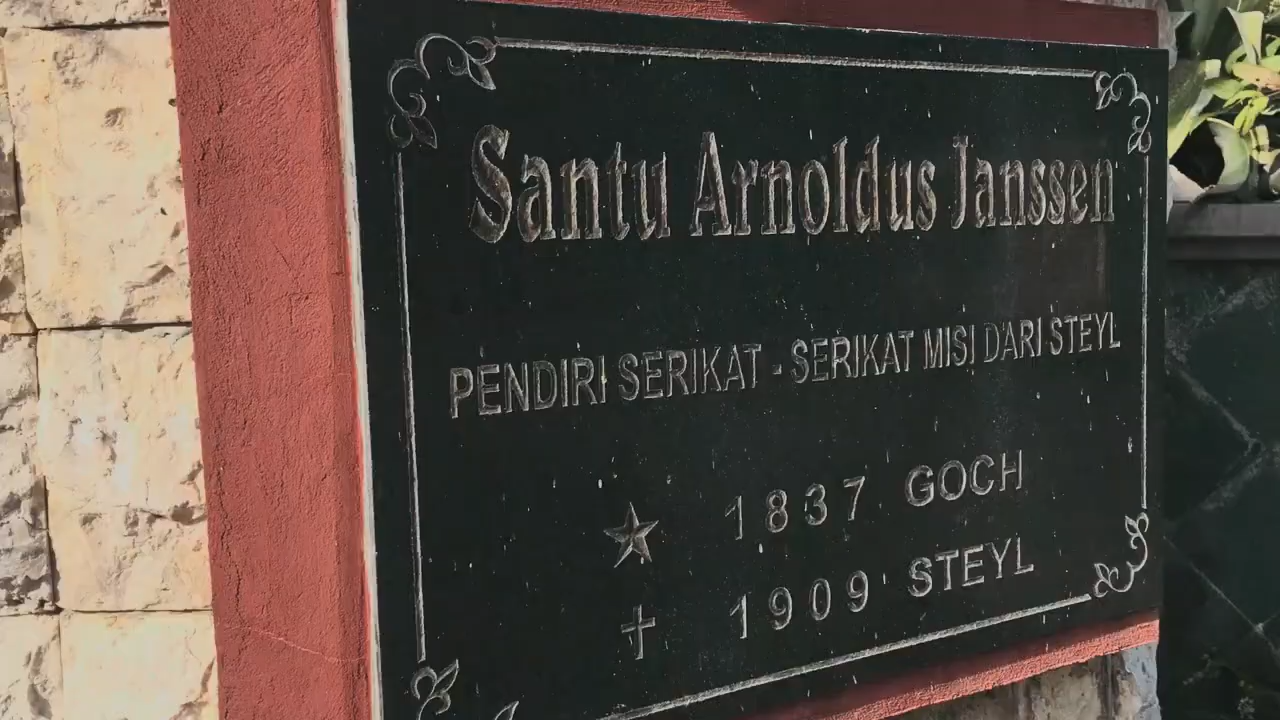 Santu Arnoldus Janssen
PENDIRI SERIKAT - SERIKAT MISI DARI STEYL
1837 GOCH
1909 STEYL